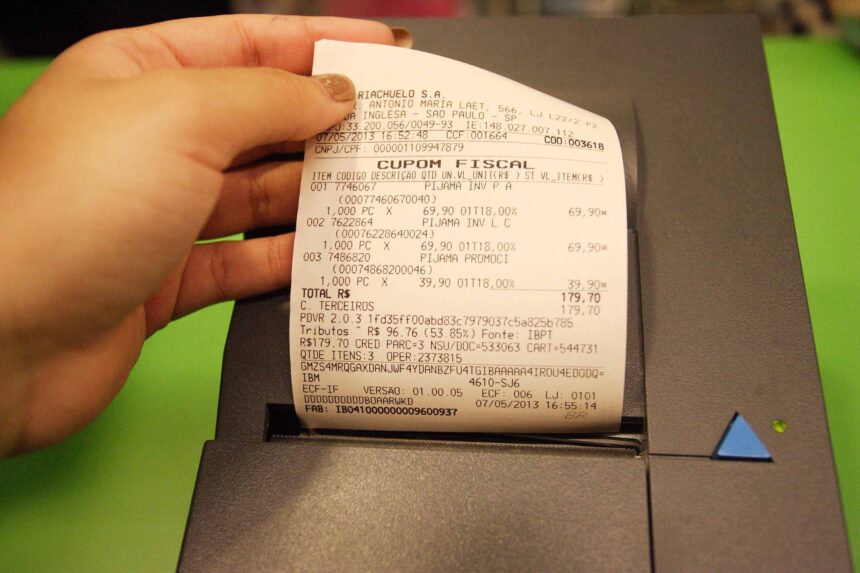 RIACHUELO S.A.
ANTONIO MARIA LAET, 566, LJ L22/2 P2
INGLESA - SAO PAULO - SP
33.200.056/0049-93 IE:148.027.007.112
07/05/2013 16:52:48 CCF:001664 COO:003618
CNPJ/CPF: 000001109947879
CUPOM FISCAL
ITEM CODIGO DESCRIÇÃO QTD UN.VL_UNIT(R$ ) ST VL_ITEM(R$ )
001 7746067 PIJAMA INV P A
(00077460670040)
1,000 PC X 69,90 01T18,00% 69,90¤
002 7622864 PIJAMA INV L C
(00076228640024)
1,000 PC X 69,90 01T18,00% 69,90¤
003 7486820 PIJAMA PROMOCI
(00074868200046)
1,000 PC X 39,90 01T18,00% 39,90¤
TOTAL R$ 179,70
C. TERCEIROS 179,70
PDVR 2.0.3 1fd35ff00abd83c7979037c5a825b785
Tributos ~ R$ 96.76 (53.85%) Fonte: IBPT
R$179.70 CRED PARC=3 NSU/DOC=533063 CART=544731
QTDE ITENS:3 OPER:2373815
IBM 4610-SJ6
ECF-IF VERSÃO: 01.00.05 ECF: 006 LJ: 0101
07/05/2013 16:55:14
FAB: IB041000000009600937
BR